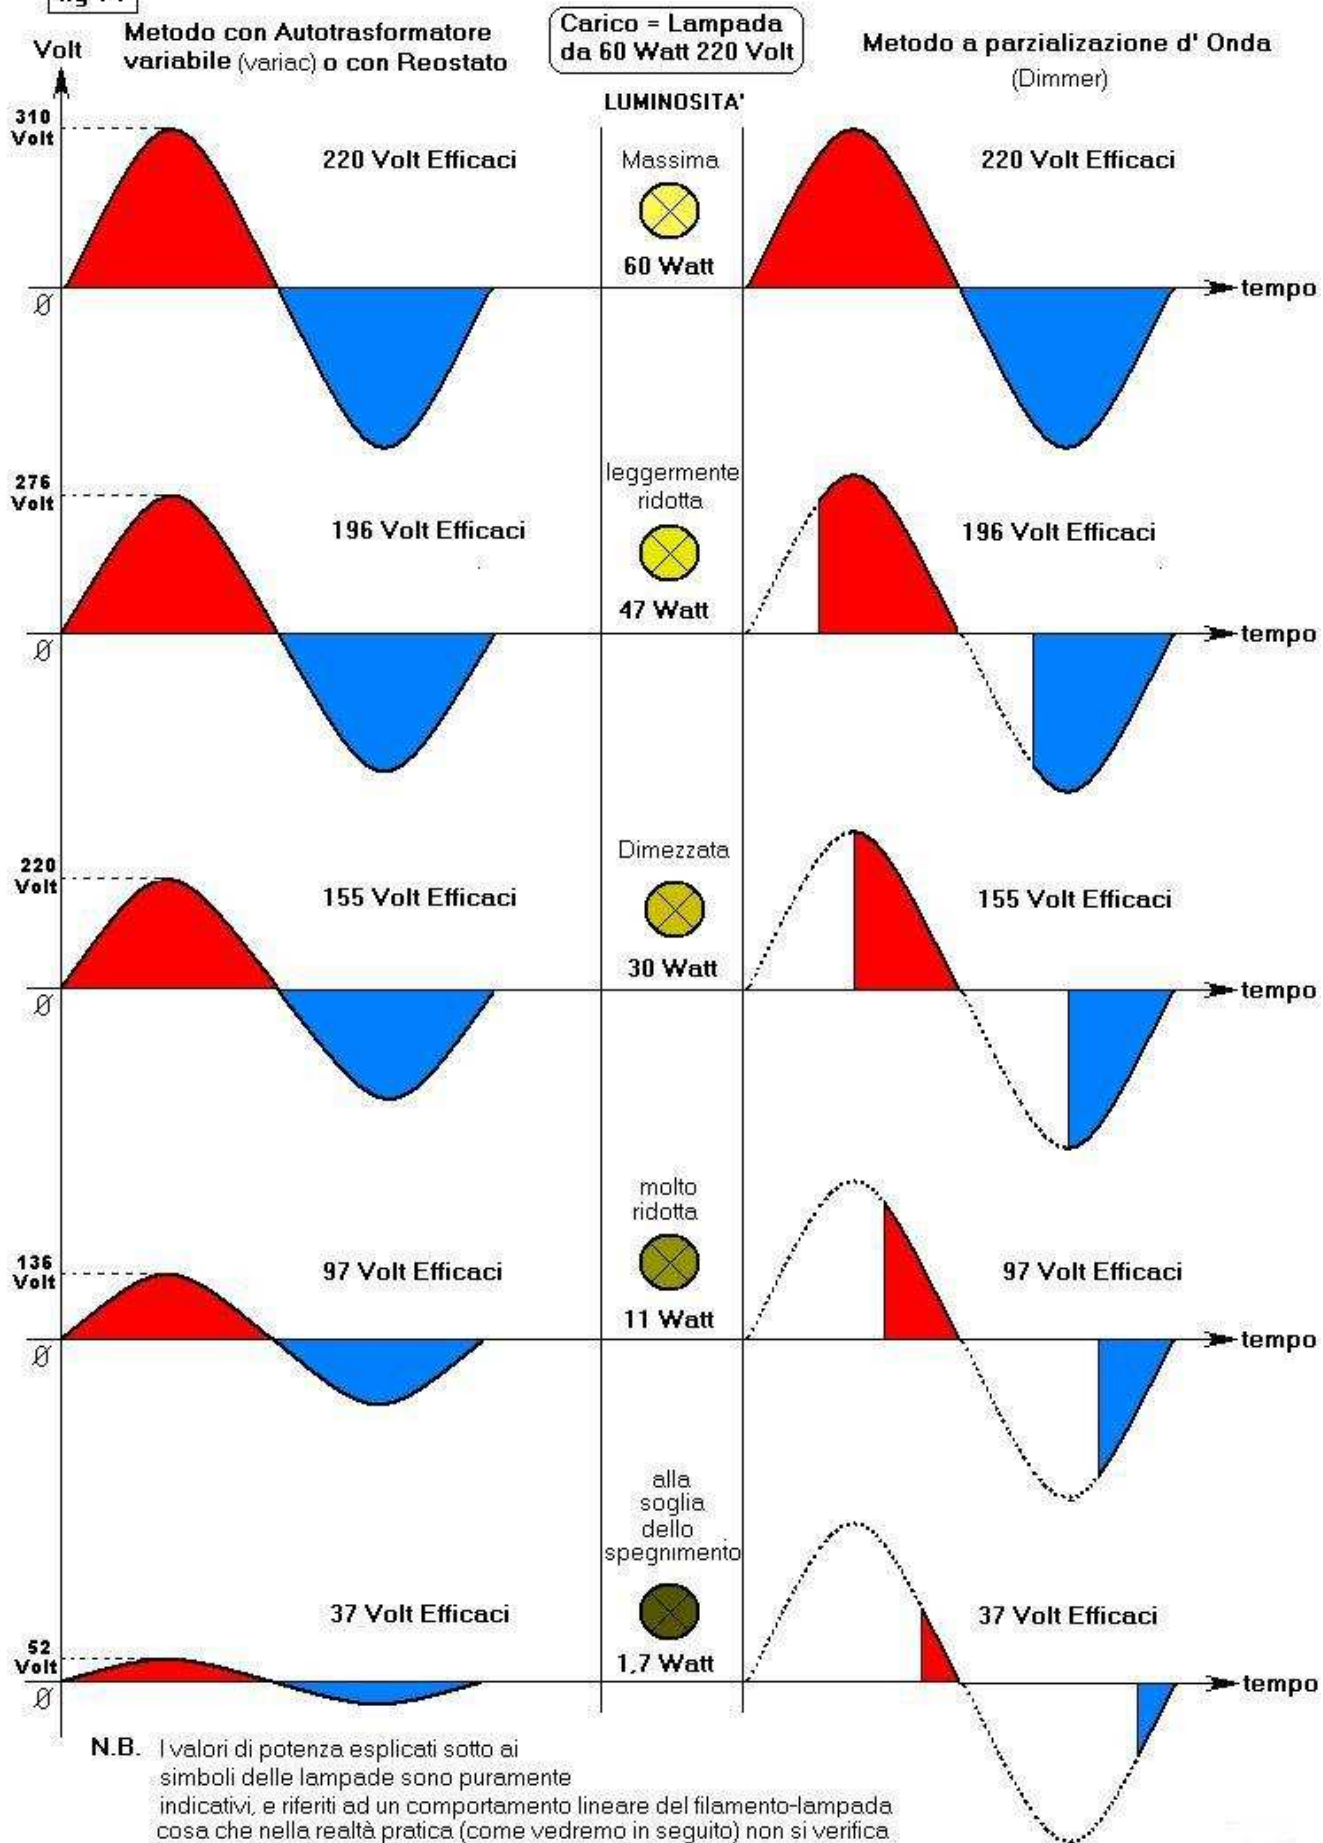 Metodo con Autotrasformatore
variabile (variac) o con Reostato
Carico = Lampada
da 60 Watt 220 Volt
Metodo a parzializazione d' Onda
(Dimmer)
Volt
LUMINOSITA'
310
Volt
220 Volt Efficaci
Massima
60 Watt
220 Volt Efficaci
Ø
tempo
276
Volt
196 Volt Efficaci
leggermente
ridotta
47 Watt
196 Volt Efficaci
Ø
tempo
220
Volt
155 Volt Efficaci
Dimezzata
30 Watt
155 Volt Efficaci
Ø
tempo
136
Volt
97 Volt Efficaci
molto
ridotta
11 Watt
97 Volt Efficaci
Ø
tempo
52
Volt
37 Volt Efficaci
alla
soglia
dello
spegnimento
1,7 Watt
37 Volt Efficaci
Ø
tempo
N.B. I valori di potenza esplicati sotto ai
simboli delle lampade sono puramente
indicativi, e riferiti ad un comportamento lineare del filamento-lampada
cosa che nella realtà pratica (come vedremo in seguito) non si verifica